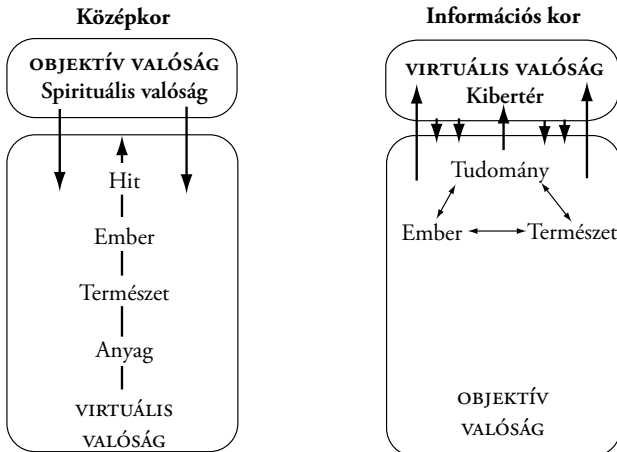 Középkor
OBJEKTÍV VALÓSÁG
Spirituális valóság
Hit
Ember
Természet
Anyag
VIRTUÁLIS
VALÓSÁG
Információs kor
VIRTUÁLIS VALÓSÁG
Kibertér
Tudomány
Ember
Természet
OBJEKTÍV
VALÓSÁG